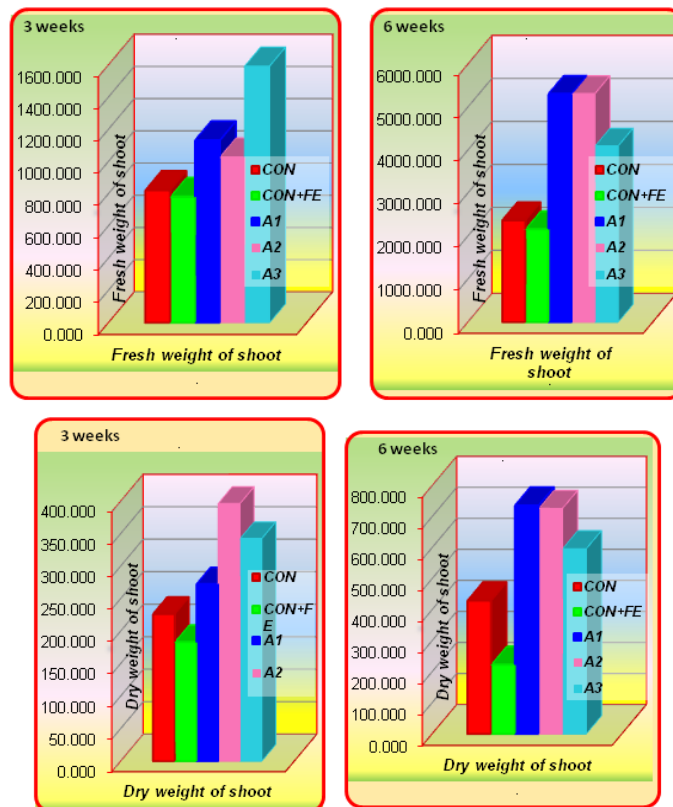 3 weeks
1600.000
1400.000
1200.000
1000.000
800.000
600.000
400.000
200.000
0.000
Fresh weight of shoot
CON
CON+FE
A1
A2
A3
Fresh weight of shoot
6 weeks
6000.000
5000.000
4000.000
3000.000
2000.000
1000.000
0.000
Fresh weight of shoot
CON
CON+FE
A1
A2
A3
Fresh weight of
shoot
3 weeks
400.000
350.000
300.000
250.000
200.000
150.000
100.000
50.000
0.000
Dry weight of shoot
CON
CON+F
E
A1
A2
Dry weight of shoot
6 weeks
800.000
700.000
600.000
500.000
400.000
300.000
200.000
100.000
0.000
Dry weight of shoot
CON
CON+FE
A1
A2
A3
Dry weight of shoot